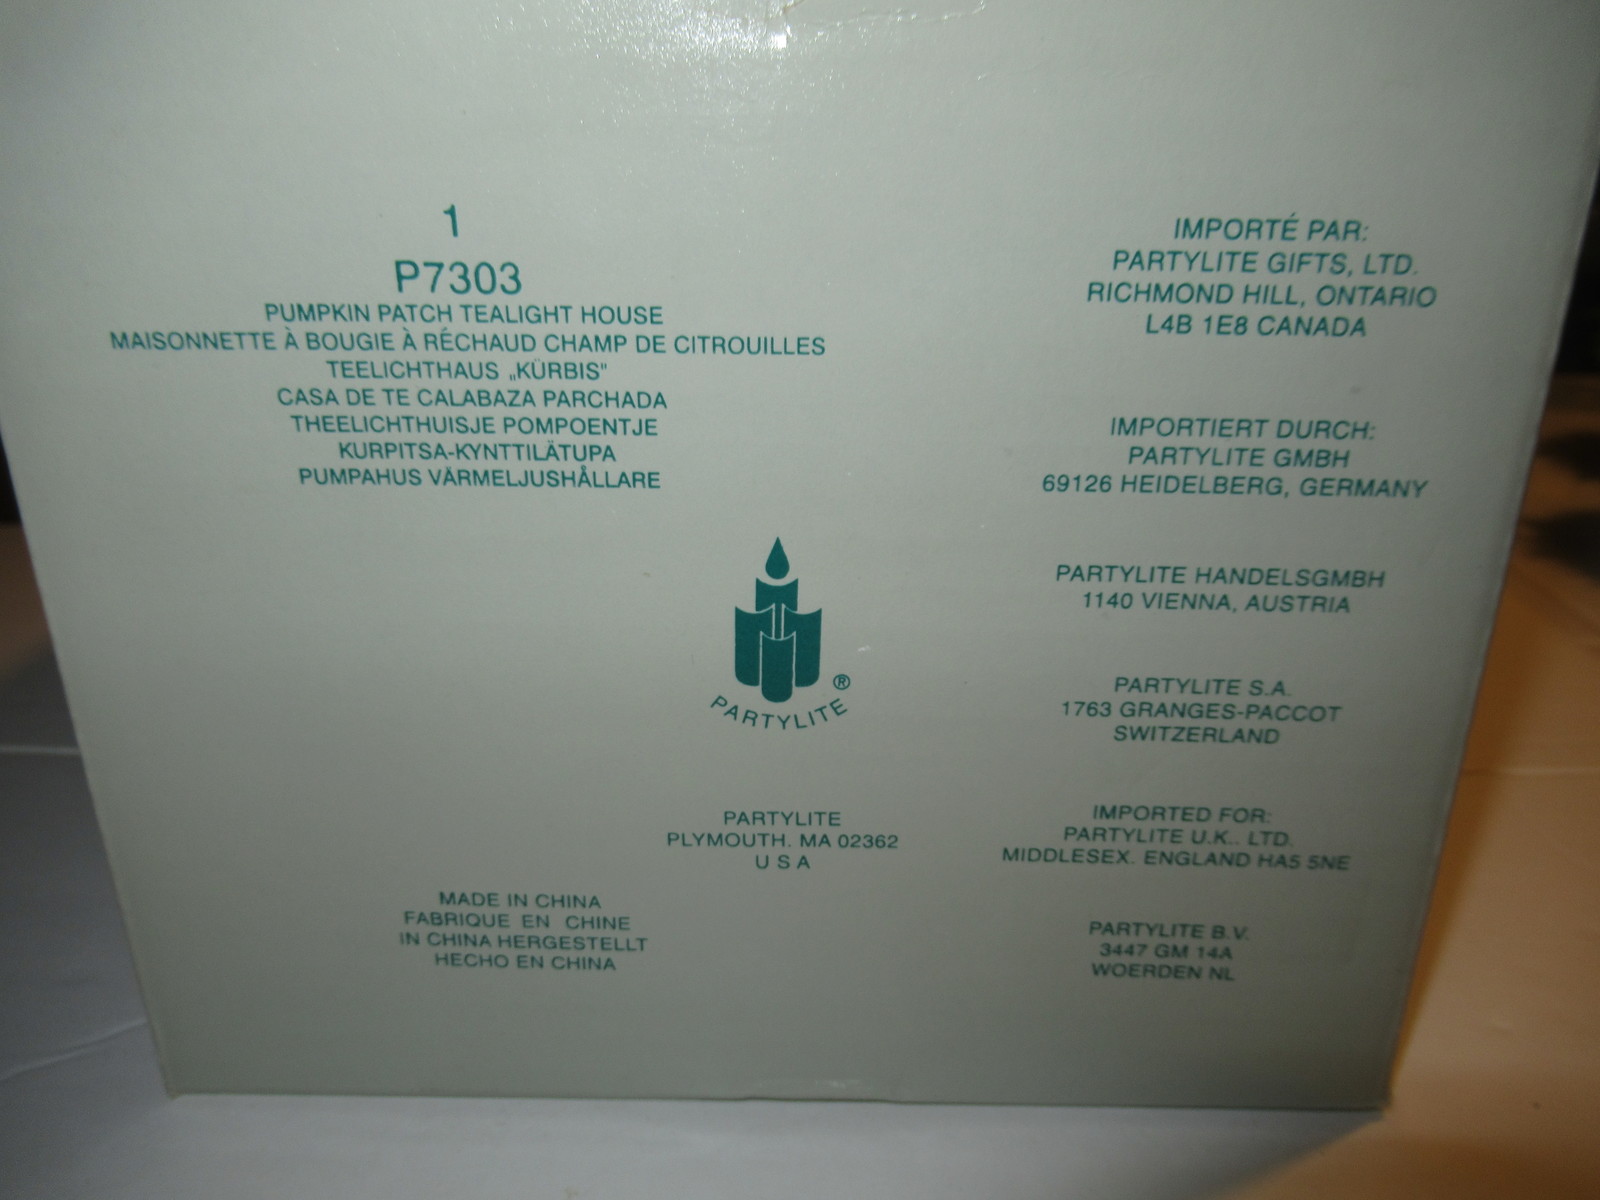 1
P7303
PUMPKIN PATCH TEALIGHT HOUSE
MAISONNETTE À BOUGIE À RÉCHAUD CHAMP DE CITROUILLES
TEELICHTHAUS „KÜRBIS"
CASA DE TE CALABAZA PARCHADA
THEELICHTHUISJE POMPOENTJE
KURPITSA-KYNTTILÄTUPA
PUMPAHUS VÄRMELJUSHÅLLARE
PARTYLITE ®
PARTYLITE
PLYMOUTH. MA 02362
U S A
MADE IN CHINA
FABRIQUE EN CHINE
IN CHINA HERGESTELLT
HECHO EN CHINA
IMPORTÉ PAR:
PARTYLITE GIFTS, LTD.
RICHMOND HILL, ONTARIO
L4B 1E8 CANADA
IMPORTIERT DURCH:
PARTYLITE GMBH
69126 HEIDELBERG, GERMANY
PARTYLITE HANDELSGMBH
1140 VIENNA, AUSTRIA
PARTYLITE S.A.
1763 GRANGES-PACCOT
SWITZERLAND
IMPORTED FOR:
PARTYLITE U.K.. LTD.
MIDDLESEX. ENGLAND HA5 5NE
PARTYLITE B.V.
3447 GM 14A
WOERDEN NL